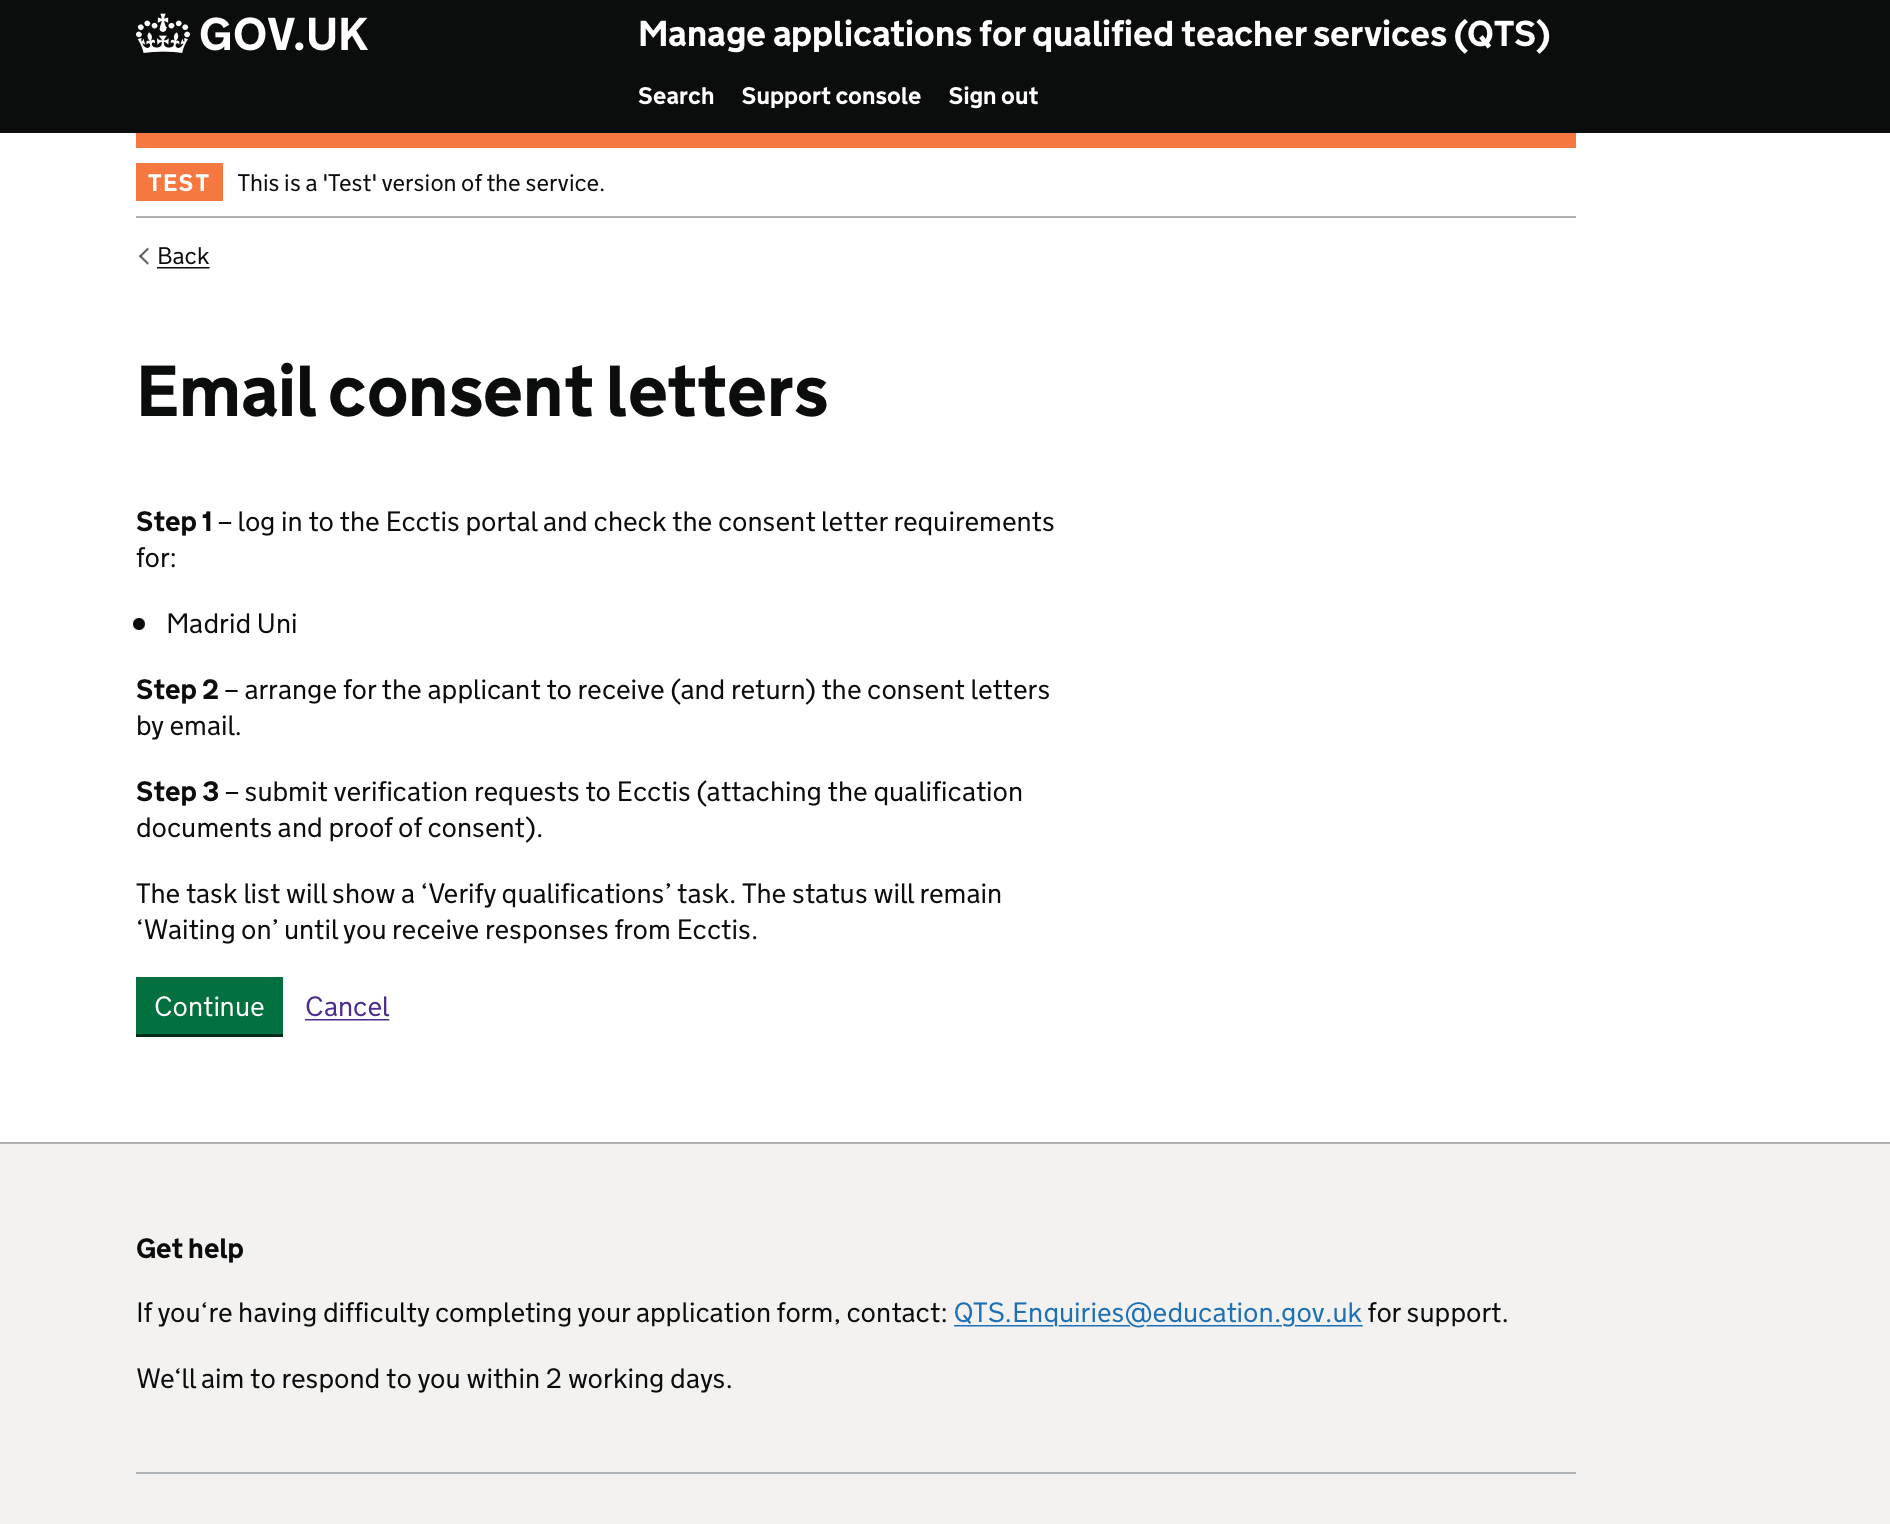 GOV.UK
Manage applications for qualified teacher services (QTS)
Search Support console Sign out
TEST This is a 'Test' version of the service.
Back
Email consent letters
Step 1 – log in to the Ecctis portal and check the consent letter requirements
for:
• Madrid Uni
Step 2 – arrange for the applicant to receive (and return) the consent letters
by email.
Step 3 – submit verification requests to Ecctis (attaching the qualification
documents and proof of consent).
The task list will show a ‘Verify qualifications’ task. The status will remain
‘Waiting on’ until you receive responses from Ecctis.
Continue Cancel
Get help
If you‘re having difficulty completing your application form, contact: QTS.Enquiries@education.gov.uk for support.
We‘ll aim to respond to you within 2 working days.